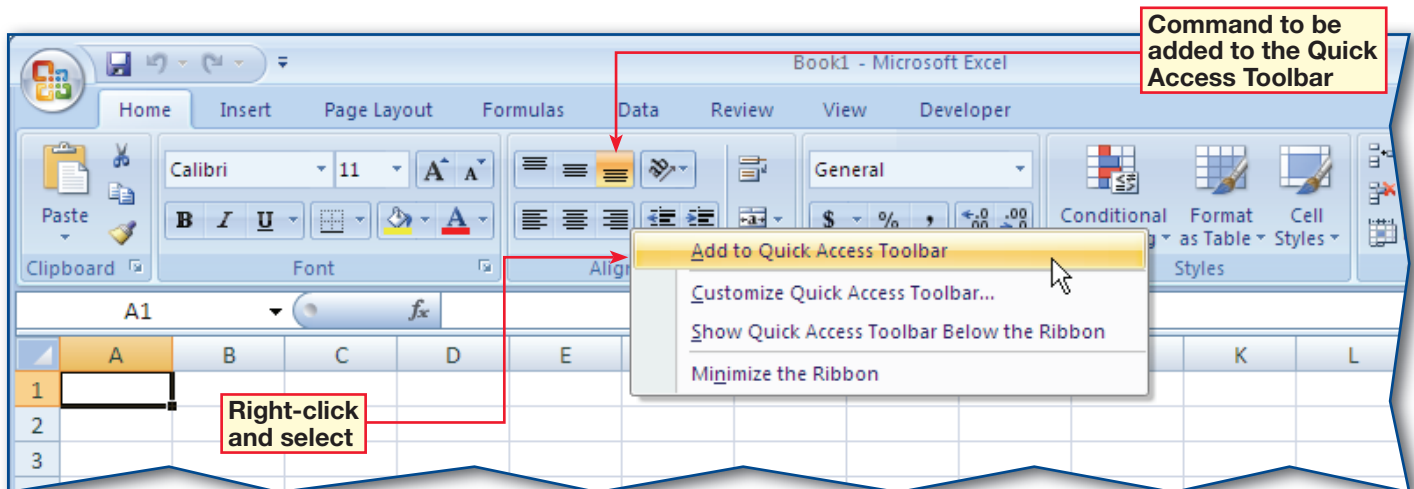 Command to be
added to the Quick
Access Toolbar
Book1 - Microsoft Excel
Home Insert Page Layout Formulas Data Review View Developer
Calibri 11 A A General
Paste B I U A $ % , .0 .00 Conditional Format Cell
as Table Styles
Clipboard Font Alig Styles
Add to Quick Access Toolbar
Customize Quick Access Toolbar...
Show Quick Access Toolbar Below the Ribbon
Minimize the Ribbon
A1 fx
A B C D E K L
1
2
3
Right-click
and select